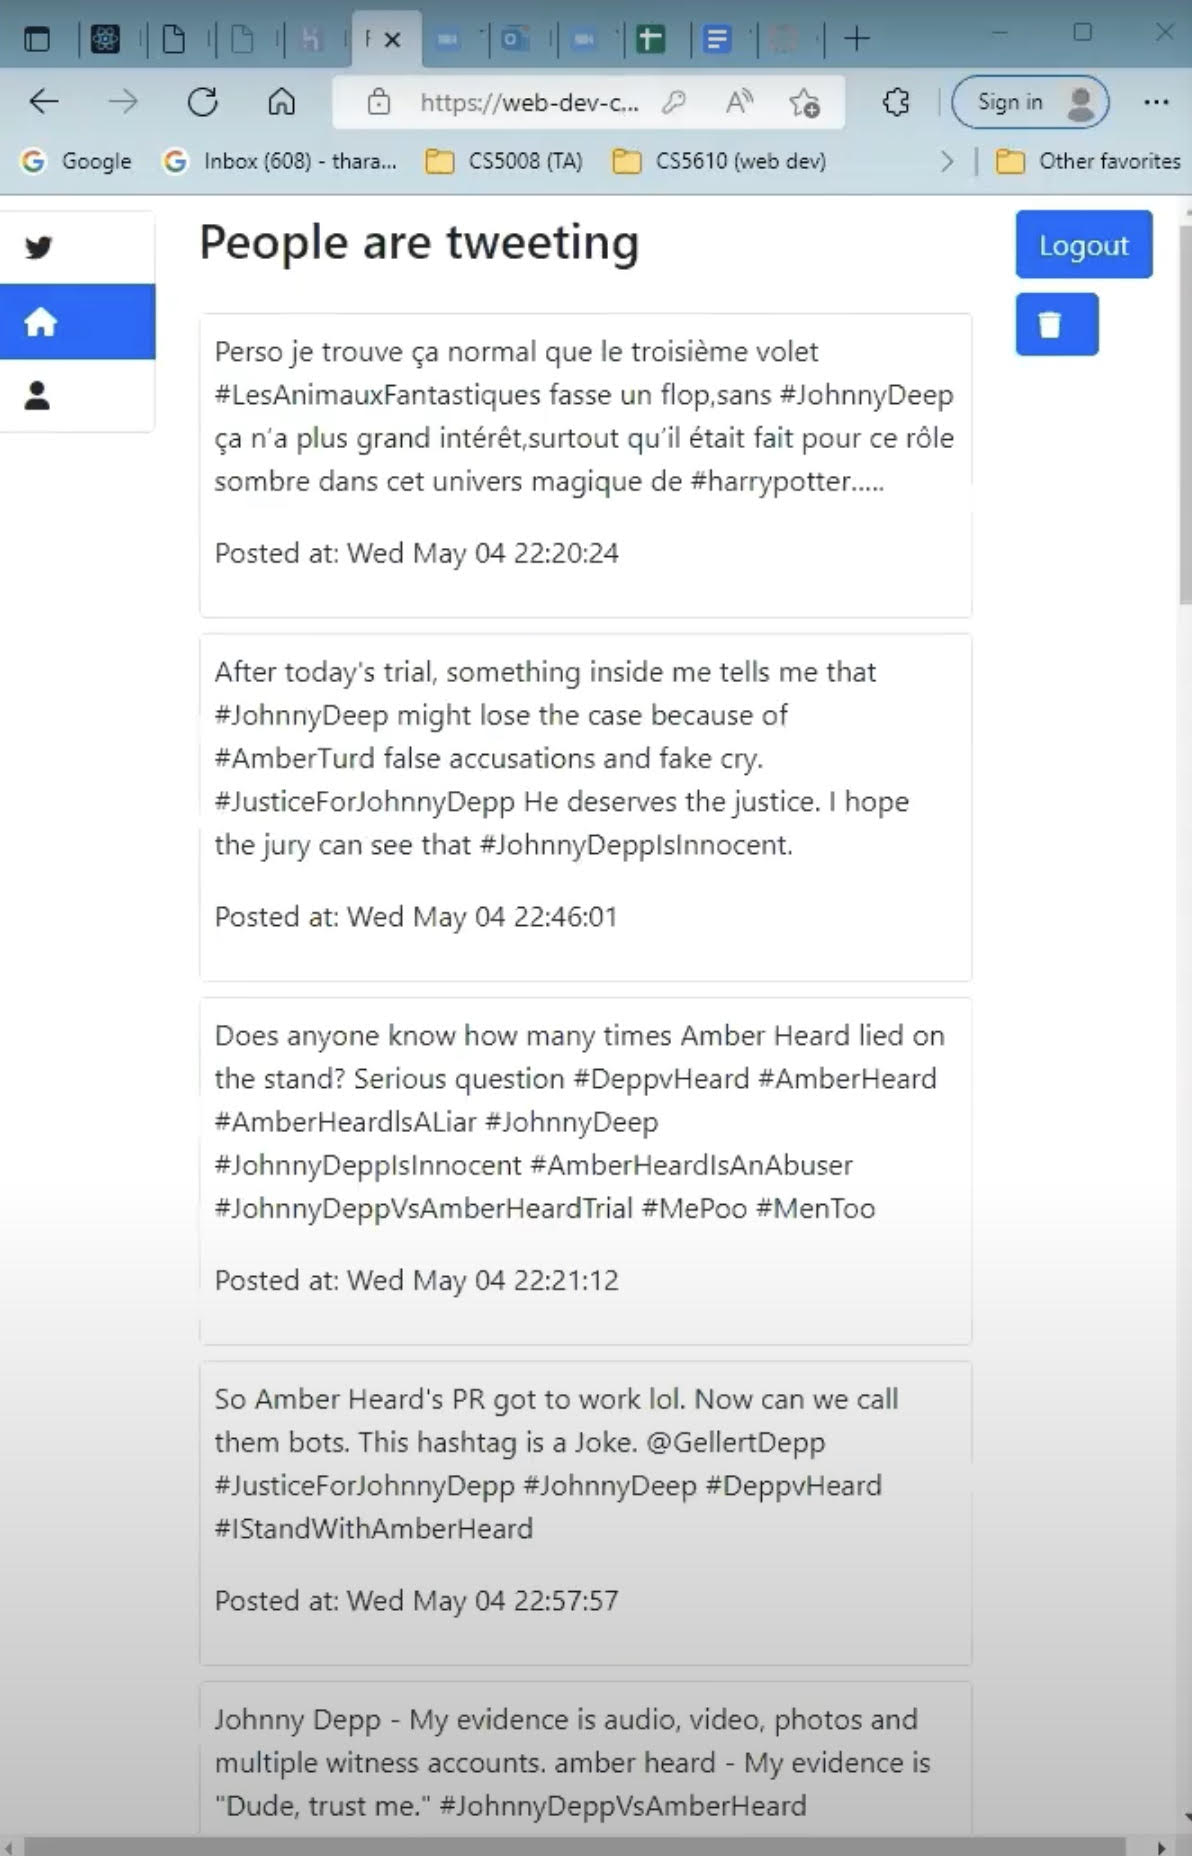 F
https://web-dev-c...
Sign in
Google
Inbox (608) - thara...
CS5008 (TA)
CS5610 (web dev)
Other favorites
People are tweeting
Logout
Perso je trouve ça normal que le troisième volet
#LesAnimauxFantastiques fasse un flop,sans #JohnnyDeep
ça n’a plus grand intérêt,surtout qu’il était fait pour ce rôle
sombre dans cet univers magique de #harrypotter.....
Posted at: Wed May 04 22:20:24
After today's trial, something inside me tells me that
#JohnnyDeep might lose the case because of
#AmberTurd false accusations and fake cry.
#JusticeForJohnnyDepp He deserves the justice. I hope
the jury can see that #JohnnyDeppIsInnocent.
Posted at: Wed May 04 22:46:01
Does anyone know how many times Amber Heard lied on
the stand? Serious question #DeppvHeard #AmberHeard
#AmberHeardIsALiar #JohnnyDeep
#JohnnyDeppIsInnocent #AmberHeardIsAnAbuser
#JohnnyDeppVsAmberHeardTrial #MePoo #MenToo
Posted at: Wed May 04 22:21:12
So Amber Heard's PR got to work lol. Now can we call
them bots. This hashtag is a Joke. @GellertDepp
#JusticeForJohnnyDepp #JohnnyDeep #DeppvHeard
#IStandWithAmberHeard
Posted at: Wed May 04 22:57:57
Johnny Depp - My evidence is audio, video, photos and
multiple witness accounts. amber heard - My evidence is
"Dude, trust me." #JohnnyDeppVsAmberHeard